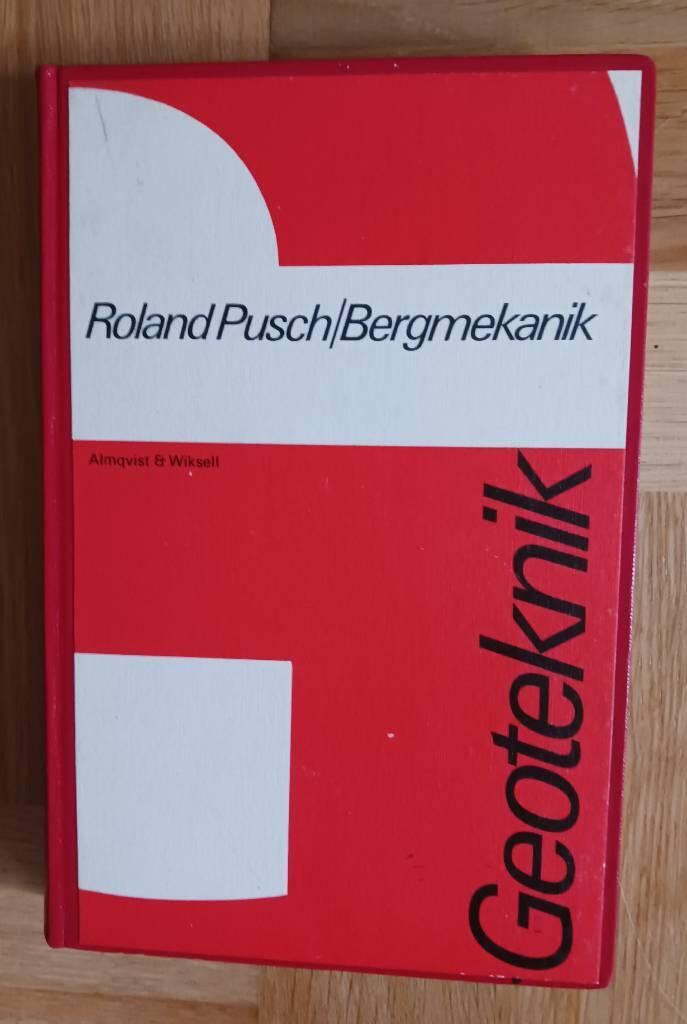 Roland Pusch/Bergmekanik
Almqvist & Wiksell
Geoteknik